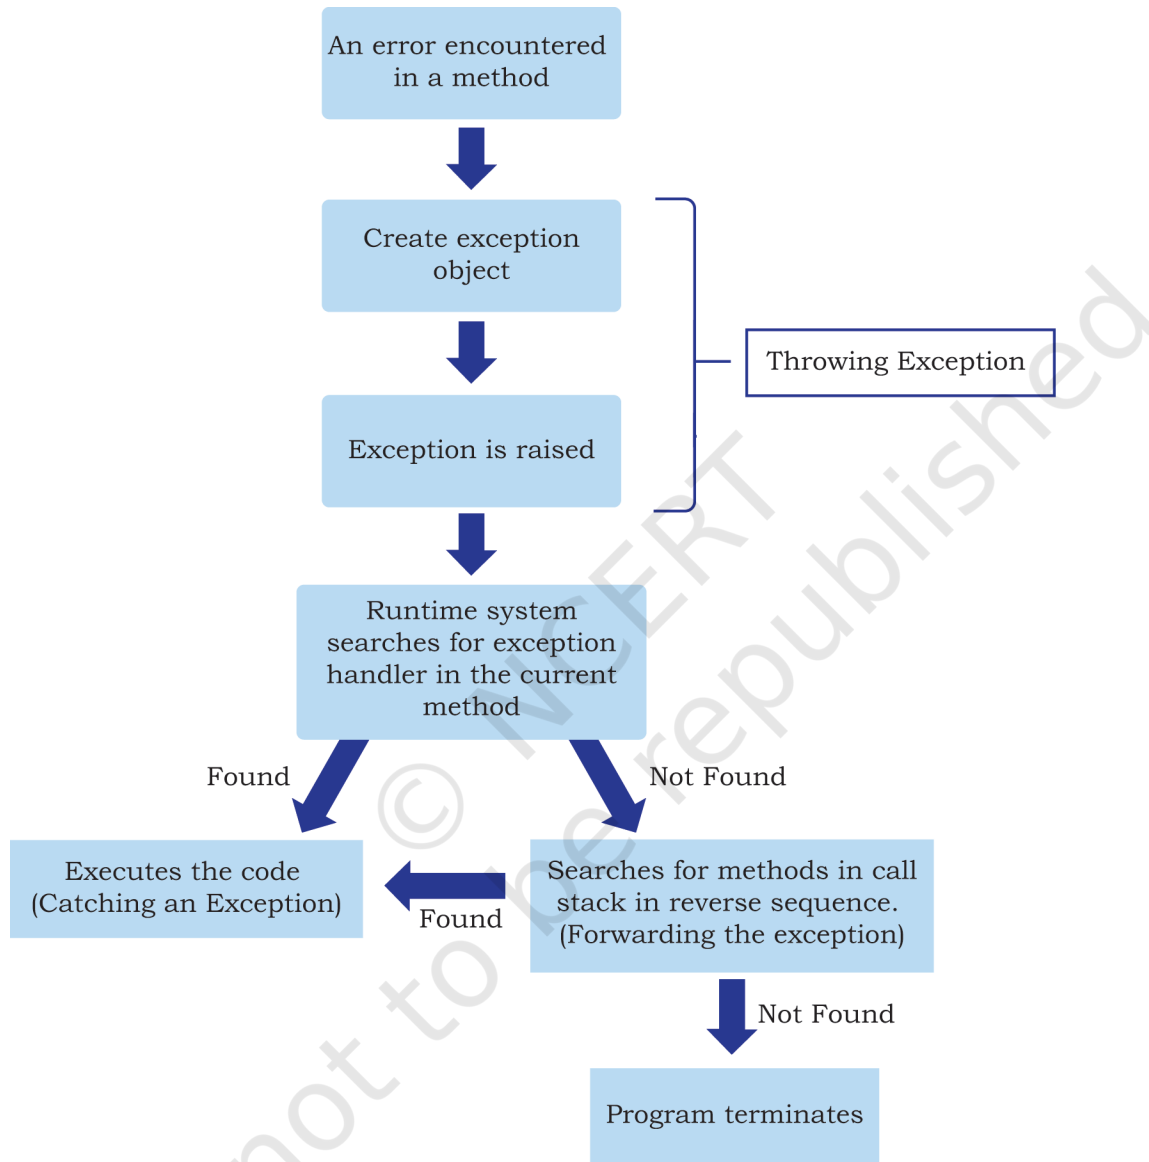 An error encountered
in a method
Create exception
object
Throwing Exception
Exception is raised
Runtime system
searches for exception
handler in the current
method
Found
Not Found
Executes the code
(Catching an Exception)
Found
Searches for methods in call
stack in reverse sequence.
(Forwarding the exception)
Not Found
Program terminates
© NCERT
not to be republished